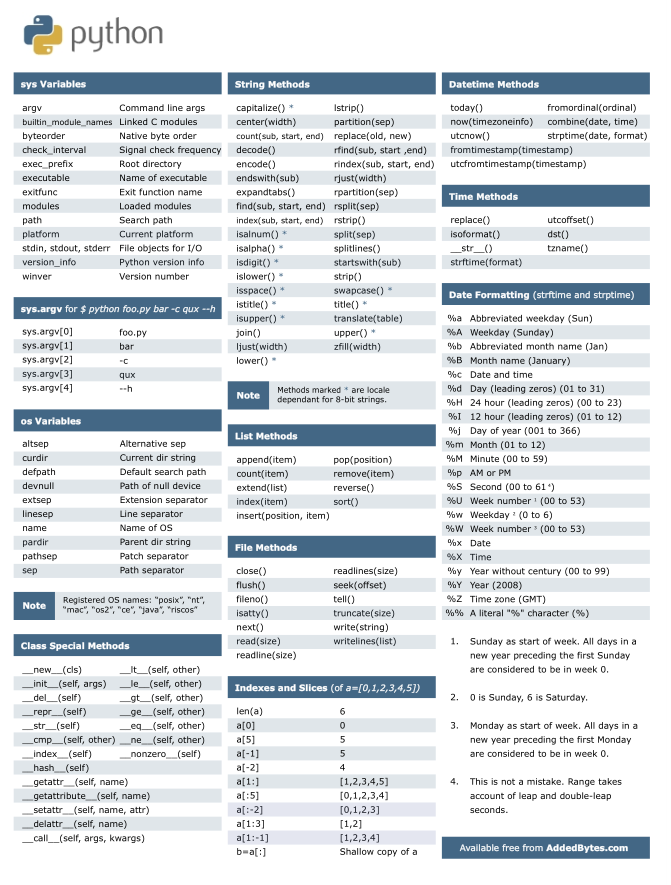 python
sys Variables
argv Command line args
builtin_module_names Linked C modules
byteorder Native byte order
check_interval Signal check frequency
exec_prefix Root directory
executable Name of executable
exitfunc Exit function name
modules Loaded modules
path Search path
platform Current platform
stdin, stdout, stderr File objects for I/O
version_info Python version info
winver Version number
sys.argv for $ python foo.py bar -c qux --h
sys.argv[0] foo.py
sys.argv[1] bar
sys.argv[2] -c
sys.argv[3] qux
sys.argv[4] --h
os Variables
altsep Alternative sep
curdir Current dir string
defpath Default search path
devnull Path of null device
extsep Extension separator
linesep Line separator
name Name of OS
pardir Parent dir string
pathsep Patch separator
sep Path separator
Note
Registered OS names: "posix", "nt",
"mac", "os2", "ce", "java", "riscos"
Class Special Methods
__new__(cls) __lt__(self, other)
__init__(self, args) __le__(self, other)
__del__(self) __gt__(self, other)
__repr__(self) __ge__(self, other)
__str__(self) __eq__(self, other)
__cmp__(self, other) __ne__(self, other)
__index__(self) __nonzero__(self)
__hash__(self)
__getattr__(self, name)
__getattribute__(self, name)
__setattr__(self, name, attr)
__delattr__(self, name)
__call__(self, args, kwargs)
String Methods
capitalize() * lstrip()
center(width) partition(sep)
count(sub, start, end) replace(old, new)
decode() rfind(sub, start ,end)
encode() rindex(sub, start, end)
endswith(sub) rjust(width)
expandtabs() rpartition(sep)
find(sub, start, end) rsplit(sep)
index(sub, start, end) rstrip()
isalnum() * split(sep)
isalpha() * splitlines()
isdigit() * startswith(sub)
islower() * strip()
isspace() * swapcase() *
istitle() * title() *
isupper() * translate(table)
join() upper() *
ljust(width) zfill(width)
lower() *
Note
Methods marked * are locale
dependant for 8-bit strings.
List Methods
append(item) pop(position)
count(item) remove(item)
extend(list) reverse()
index(item) sort()
insert(position, item)
File Methods
close() readlines(size)
flush() seek(offset)
fileno() tell()
isatty() truncate(size)
next() write(string)
read(size) writelines(list)
readline(size)
Indexes and Slices (of a=[0,1,2,3,4,5])
len(a) 6
a[0] 0
a[5] 5
a[-1] 5
a[-2] 4
a[1:] [1,2,3,4,5]
a[:5] [0,1,2,3,4]
a[:-2] [0,1,2,3]
a[1:3] [1,2]
a[1:-1] [1,2,3,4]
b=a[:] Shallow copy of a
Datetime Methods
today() fromordinal(ordinal)
now(timezoneinfo) combine(date, time)
utcnow() strptime(date, format)
fromtimestamp(timestamp)
utcfromtimestamp(timestamp)
Time Methods
replace() utcoffset()
isoformat() dst()
__str__() tzname()
strftime(format)
Date Formatting (strftime and strptime)
%a Abbreviated weekday (Sun)
%A Weekday (Sunday)
%b Abbreviated month name (Jan)
%B Month name (January)
%c Date and time
%d Day (leading zeros) (01 to 31)
%H 24 hour (leading zeros) (00 to 23)
%I 12 hour (leading zeros) (01 to 12)
%j Day of year (001 to 366)
%m Month (01 to 12)
%M Minute (00 to 59)
%p AM or PM
%S Second (00 to 61⁴)
%U Week number ¹ (00 to 53)
%w Weekday ² (0 to 6)
%W Week number ³ (00 to 53)
%x Date
%X Time
%y Year without century (00 to 99)
%Y Year (2008)
%Z Time zone (GMT)
%% A literal "%" character (%)
1. Sunday as start of week. All days in a
new year preceding the first Sunday
are considered to be in week 0.
2. 0 is Sunday, 6 is Saturday.
3. Monday as start of week. All days in a
new year preceding the first Monday
are considered to be in week 0.
4. This is not a mistake. Range takes
account of leap and double-leap
seconds.
Available free from AddedBytes.com